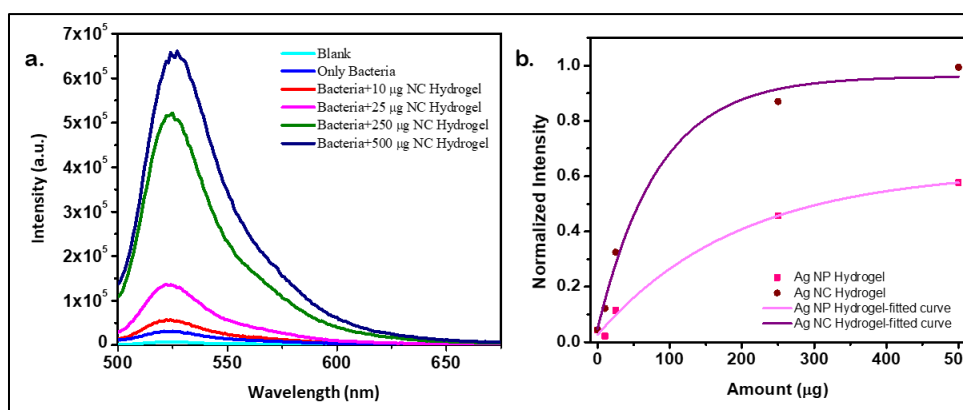 a.
7x10⁵
6x10⁵
5x10⁵
4x10⁵
3x10⁵
2x10⁵
1x10⁵
0
Intensity (a.u.)
Blank
Only Bacteria
Bacteria+10 µg NC Hydrogel
Bacteria+25 µg NC Hydrogel
Bacteria+250 µg NC Hydrogel
Bacteria+500 µg NC Hydrogel
500 550 600 650
Wavelength (nm)
b.
1.0
0.8
0.6
0.4
0.2
0.0
Normalized Intensity
Ag NP Hydrogel
Ag NC Hydrogel
Ag NP Hydrogel-fitted curve
Ag NC Hydrogel-fitted curve
0 100 200 300 400 500
Amount (µg)